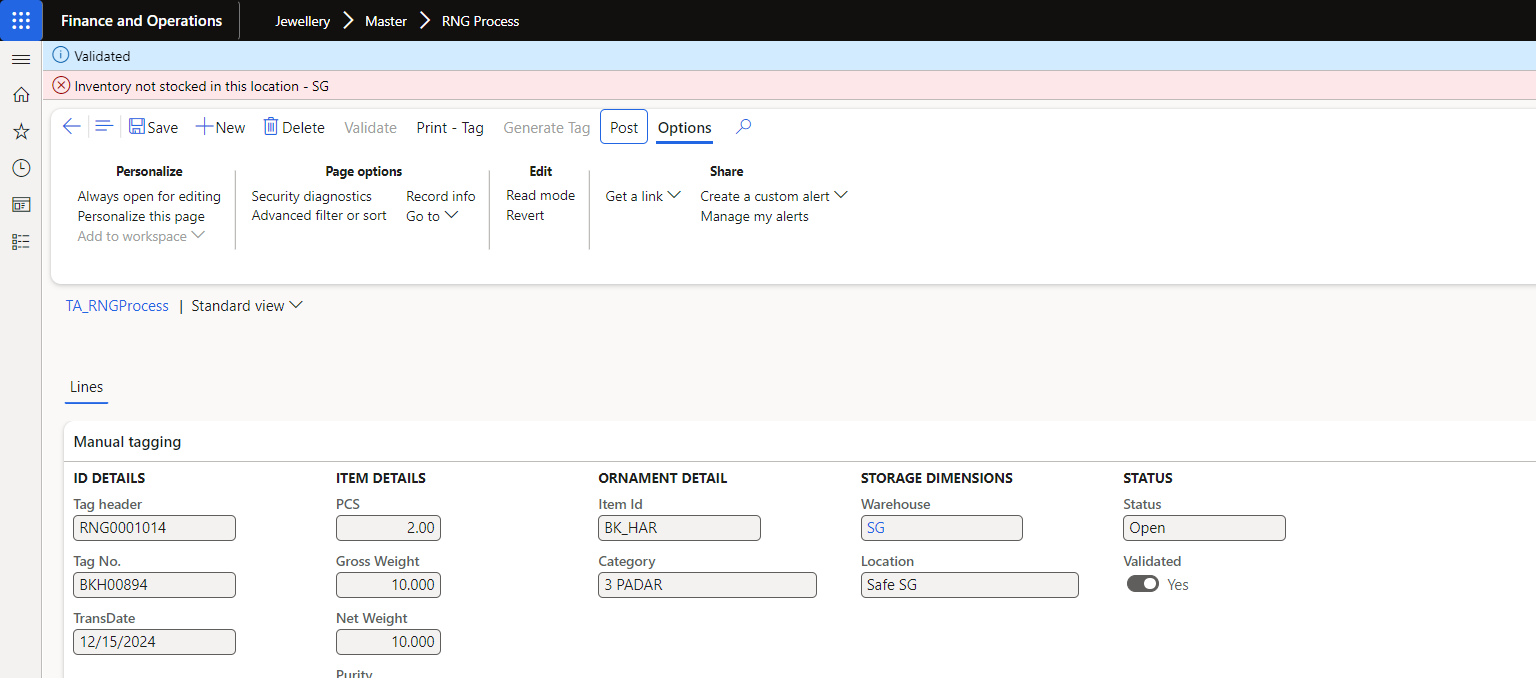 Finance and Operations
Jewellery > Master > RNG Process
Validated
Inventory not stocked in this location - SG
Save New Delete Validate Print - Tag Generate Tag Post Options
Personalize
Always open for editing
Personalize this page
Add to workspace
Page options
Security diagnostics
Advanced filter or sort
Record info
Go to
Edit
Read mode
Revert
Share
Get a link
Create a custom alert
Manage my alerts
TA_RNGProcess | Standard view
Lines
Manual tagging
ID DETAILS
Tag header
RNG0001014
Tag No.
BKH00894
TransDate
12/15/2024
ITEM DETAILS
PCS
2.00
Gross Weight
10.000
Net Weight
10.000
Purity
ORNAMENT DETAIL
Item Id
BK_HAR
Category
3 PADAR
STORAGE DIMENSIONS
Warehouse
SG
Location
Safe SG
STATUS
Status
Open
Validated
Yes